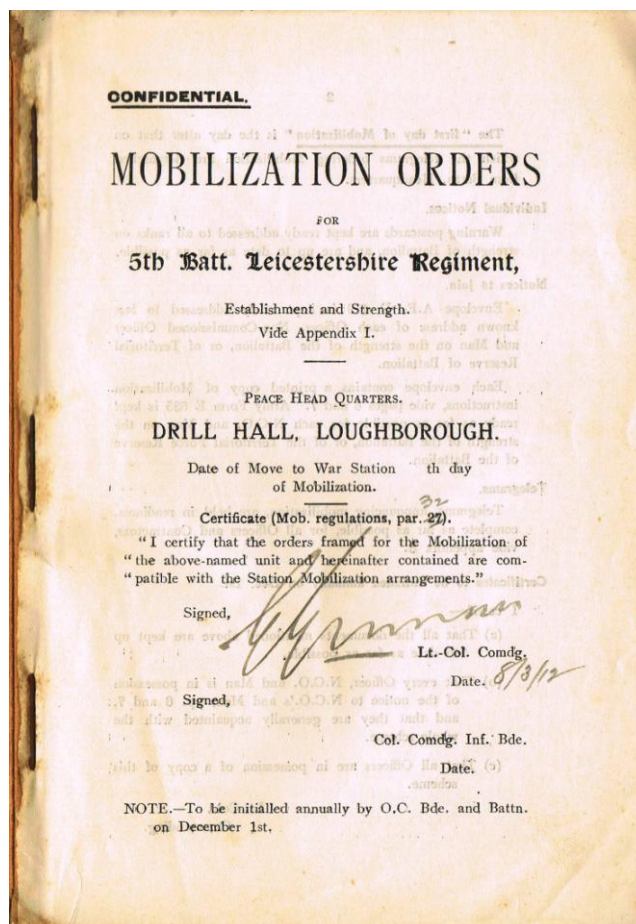 CONFIDENTIAL.
MOBILIZATION ORDERS
FOR
5th Batt. Leicestershire Regiment,
Establishment and Strength.
Vide Appendix I.
PEACE HEAD QUARTERS.
DRILL HALL, LOUGHBOROUGH.
Date of Move to War Station th day
of Mobilization.
32
Certificate (Mob. regulations, par. 27).
"I certify that the orders framed for the Mobilization of
"the above-named unit and hereinafter contained are com-
"patible with the Station Mobilization arrangements."
Signed,
Lt.-Col. Comdg.
Date. 8/3/12
Signed,
Col. Comdg. Inf. Bde.
Date.
NOTE.—To be initialled annually by O.C. Bde. and Battn.
on December 1st.